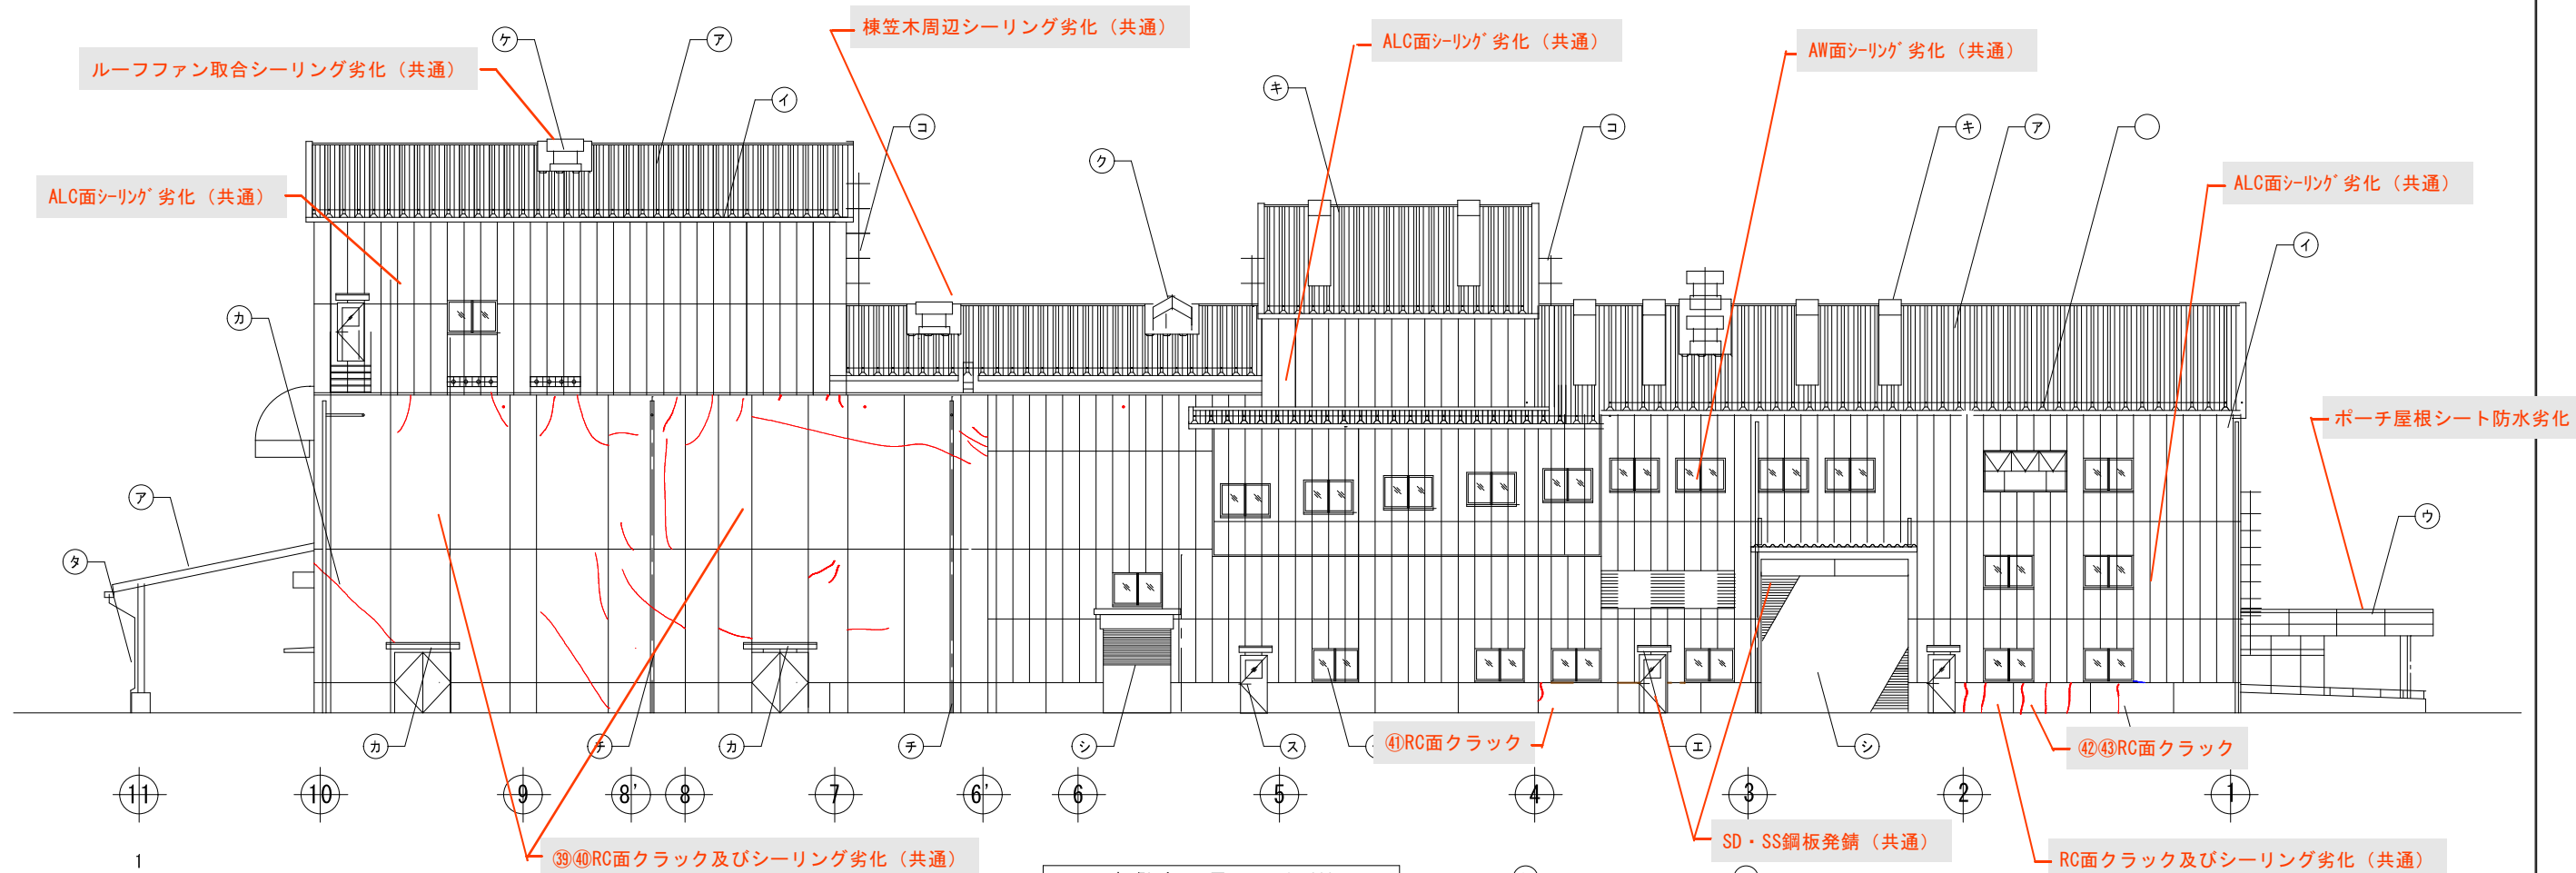 棟笠木周辺シーリング劣化（共通）
ALC面ｼｰﾘﾝｸﾞ劣化（共通）
AW面ｼｰﾘﾝｸﾞ劣化（共通）
ルーフファン取合シーリング劣化（共通）
ケ
ア
イ
コ
キ
コ
キ
ア
ク
ALC面ｼｰﾘﾝｸﾞ劣化（共通）
ALC面ｼｰﾘﾝｸﾞ劣化（共通）
イ
カ
ポーチ屋根シート防水劣化
ア
ウ
タ
カ
チ
カ
チ
シ
ス
㊶RC面クラック
エ
シ
㊷㊸RC面クラック
11
10
9
8'
8
7
6'
6
5
4
3
2
1
SD・SS鋼板発錆（共通）
㊴㊵RC面クラック及びシーリング劣化（共通）
RC面クラック及びシーリング劣化（共通）
1